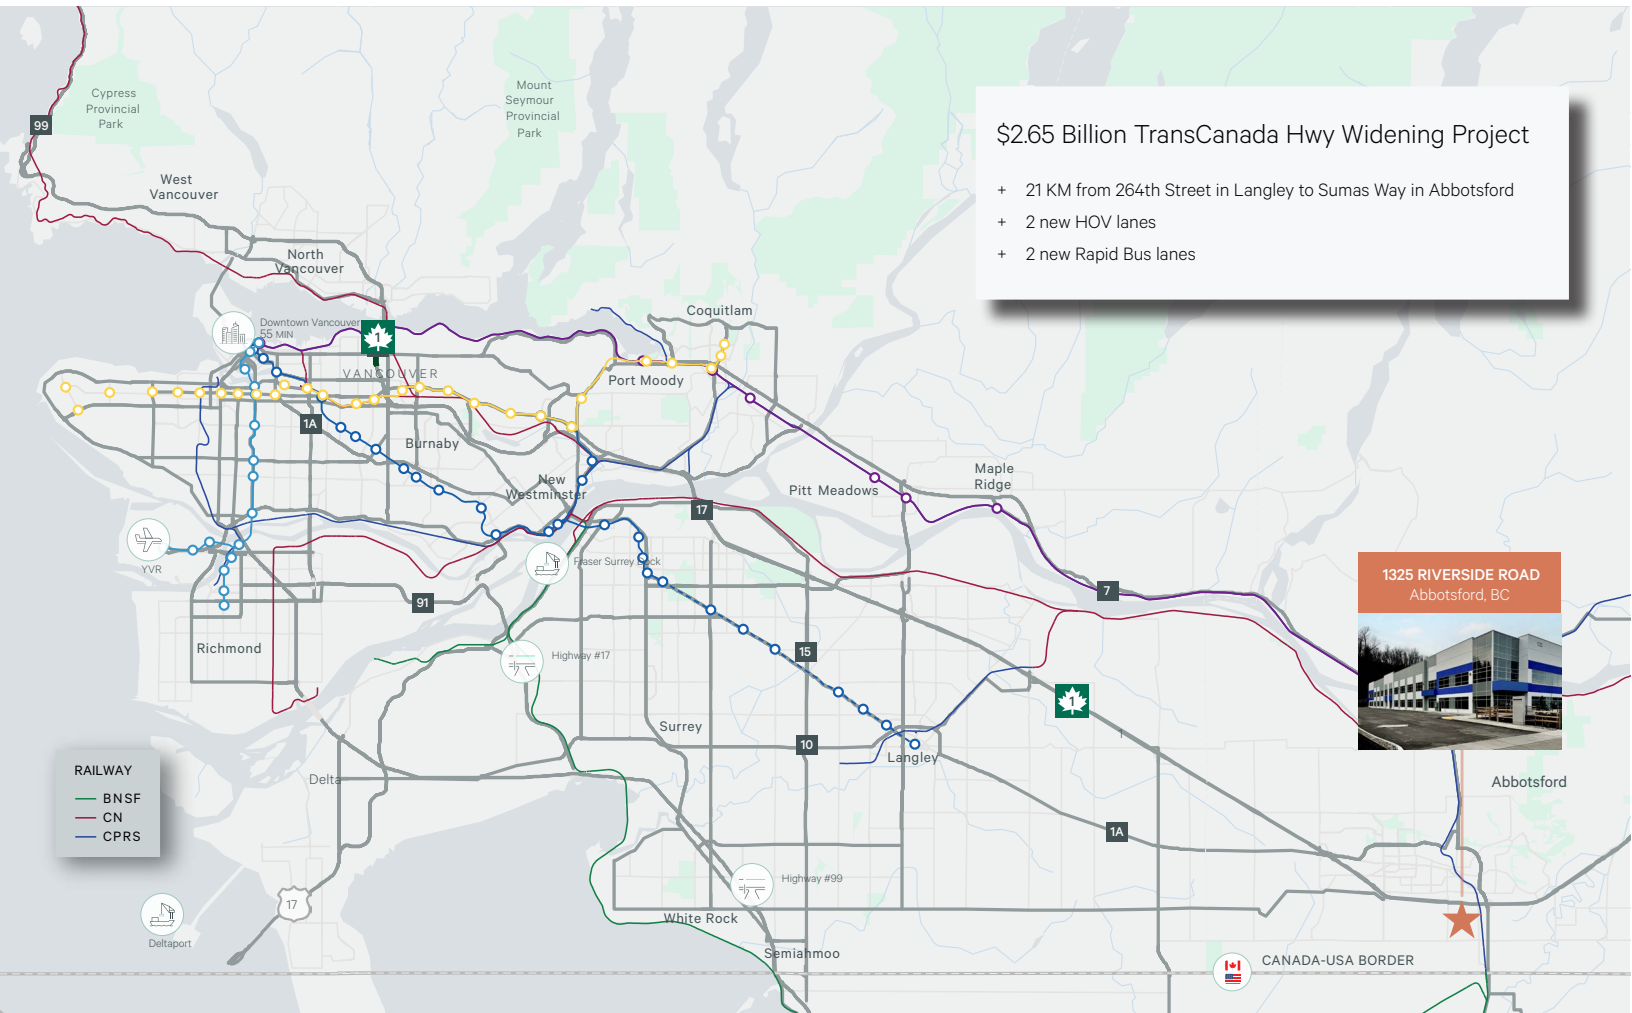 Cypress
Provincial
Park
Mount
Seymour
Provincial
Park
99
$2.65 Billion TransCanada Hwy Widening Project
+ 21 KM from 264th Street in Langley to Sumas Way in Abbotsford
+ 2 new HOV lanes
+ 2 new Rapid Bus lanes
West
Vancouver
North
Vancouver
Downtown Vancouver
55 MIN
1
VANCOUVER
Coquitlam
Port Moody
1A
Burnaby
New
Westminster
Pitt Meadows
Maple
Ridge
17
YVR
Fraser Surrey Dock
91
7
1325 RIVERSIDE ROAD
Abbotsford, BC
Richmond
Highway #17
15
1
Surrey
10
Langley
Delta
Abbotsford
RAILWAY
BNSF
CN
CPRS
1A
Highway #99
17
White Rock
Deltaport
Semiahmoo
CANADA-USA BORDER